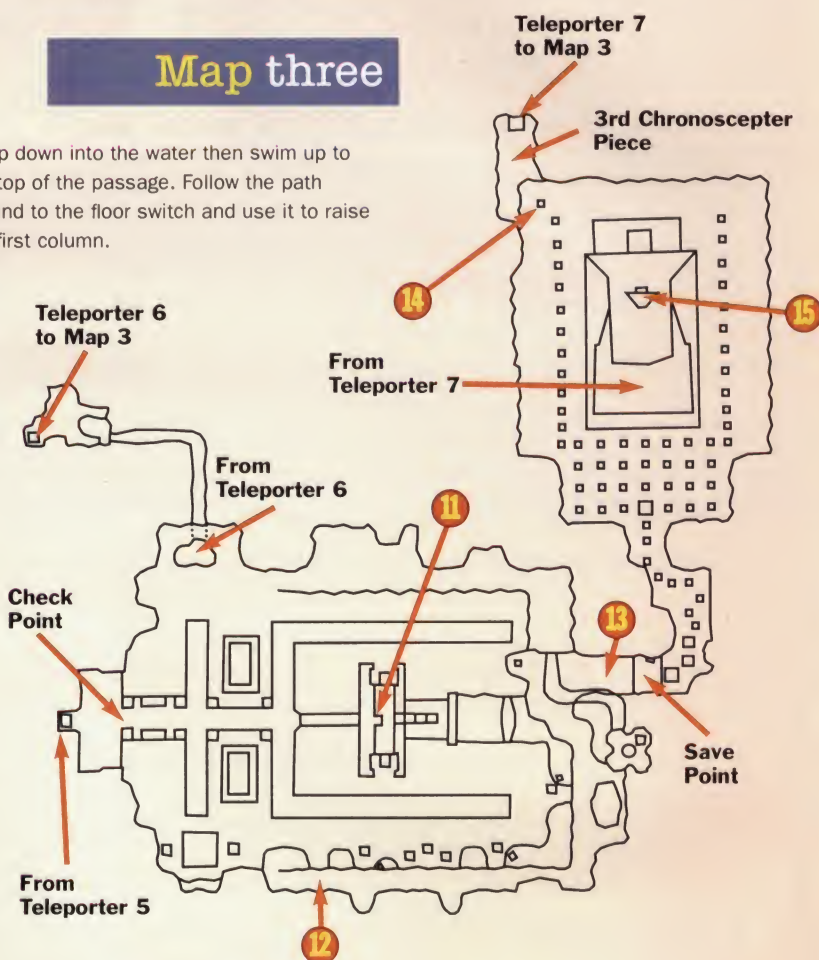 Map three
p down into the water then swim up to
top of the passage. Follow the path
nd to the floor switch and use it to raise
first column.
Teleporter 7
to Map 3
3rd Chronoscepter
Piece
14
15
Teleporter 6
to Map 3
From
Teleporter 7
From
Teleporter 6
11
Check
Point
13
Save
Point
From
Teleporter 5
12